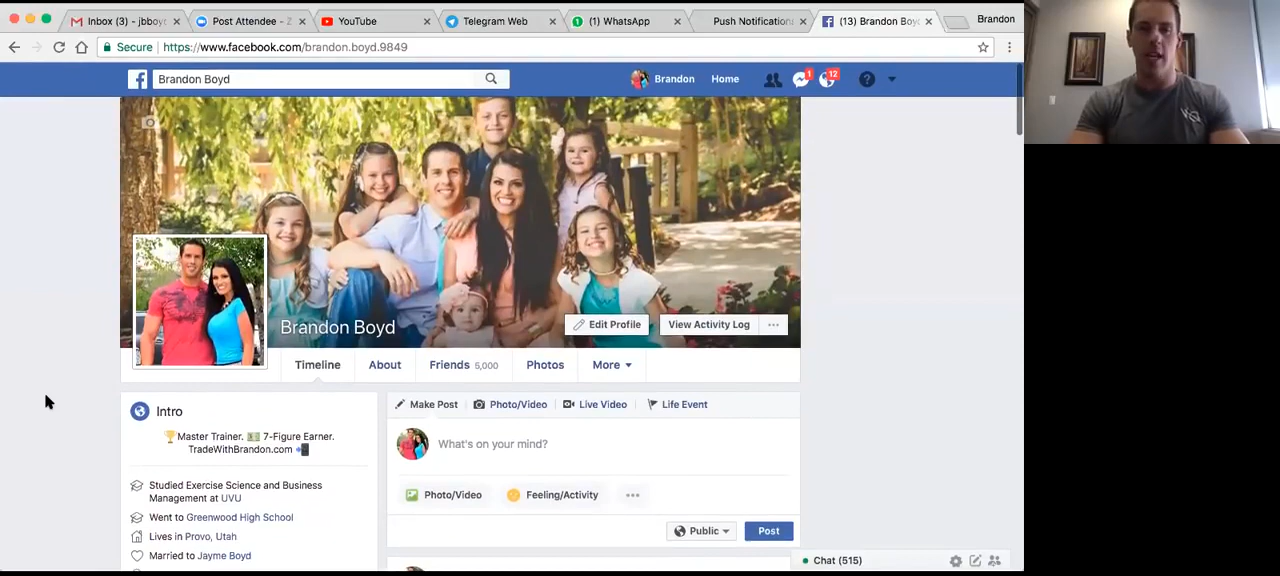 Inbox (3) - jbboy
Post Attendee - Z
YouTube
Telegram Web
(1) WhatsApp
Push Notification
(13) Brandon Boy
Brandon
Secure
https://www.facebook.com/brandon.boyd.9849
Brandon Boyd
Brandon
Home
1
12
Brandon Boyd
Edit Profile
View Activity Log
Timeline
About
Friends 5,000
Photos
More
Intro
Master Trainer. 7-Figure Earner.
TradeWithBrandon.com
Studied Exercise Science and Business
Management at UVU
Went to Greenwood High School
Lives in Provo, Utah
Married to Jayme Boyd
Make Post
Photo/Video
Live Video
Life Event
What's on your mind?
Photo/Video
Feeling/Activity
Public
Post
Chat (515)